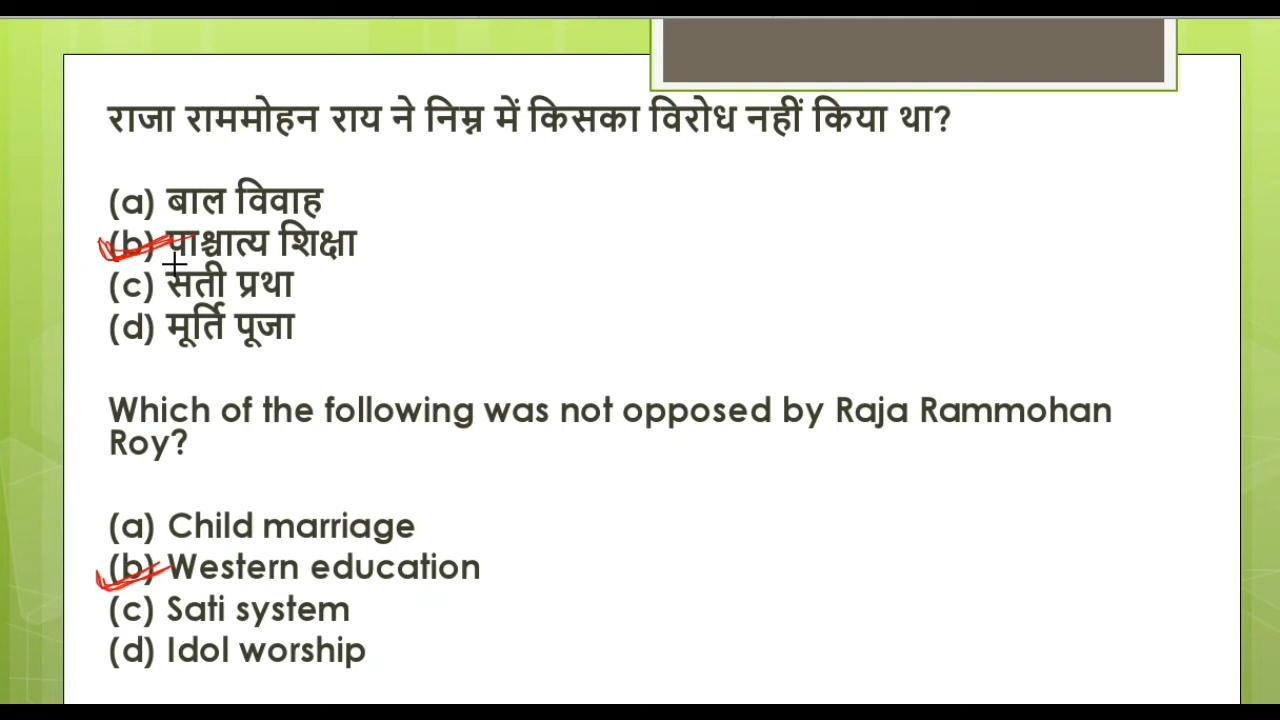 राजा राममोहन राय ने निम्न में किसका विरोध नहीं किया था?
(a) बाल विवाह
(b) पाश्चात्य शिक्षा
(c) सती प्रथा
(d) मूर्ति पूजा
Which of the following was not opposed by Raja Rammohan
Roy?
(a) Child marriage
(b) Western education
(c) Sati system
(d) Idol worship